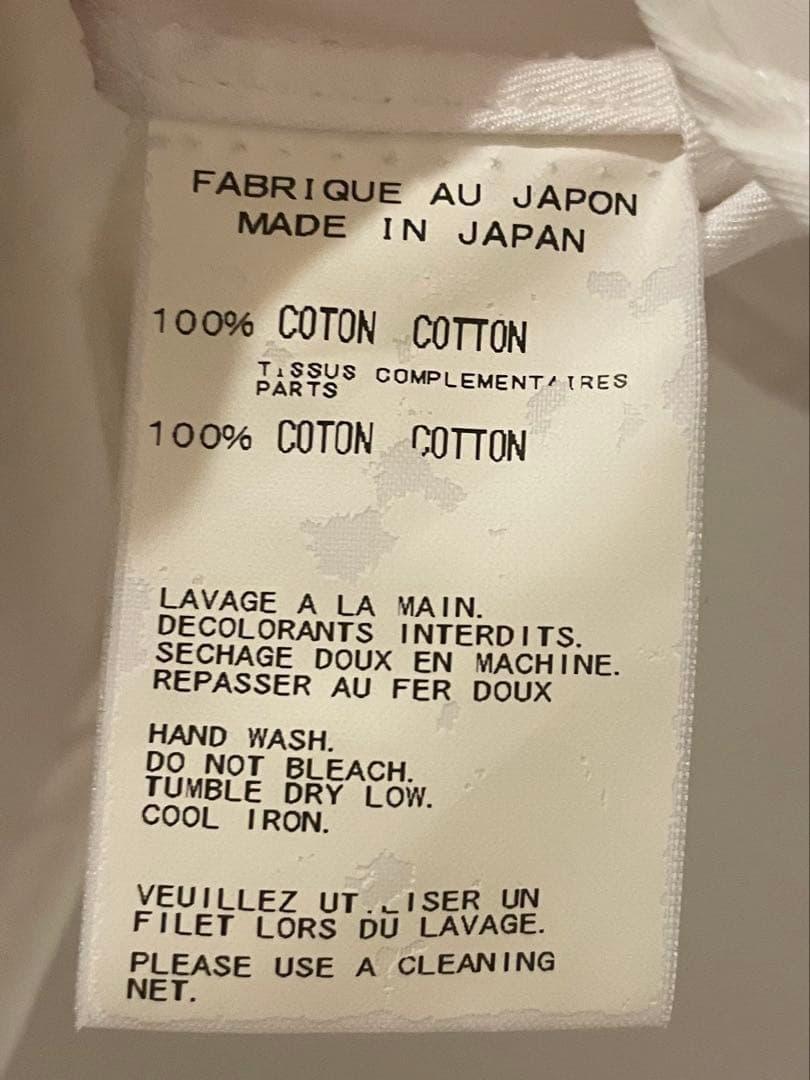 FABRIQUE AU JAPON
MADE IN JAPAN
100% COTON COTTON
TISSUS COMPLEMENTAIRES
PARTS
100% COTON COTTON
LAVAGE A LA MAIN.
DECOLORANTS INTERDITS.
SECHAGE DOUX EN MACHINE.
REPASSER AU FER DOUX
HAND WASH.
DO NOT BLEACH.
TUMBLE DRY LOW.
COOL IRON.
VEUILLEZ UTILISER UN
FILET LORS DU LAVAGE.
PLEASE USE A CLEANING
NET.